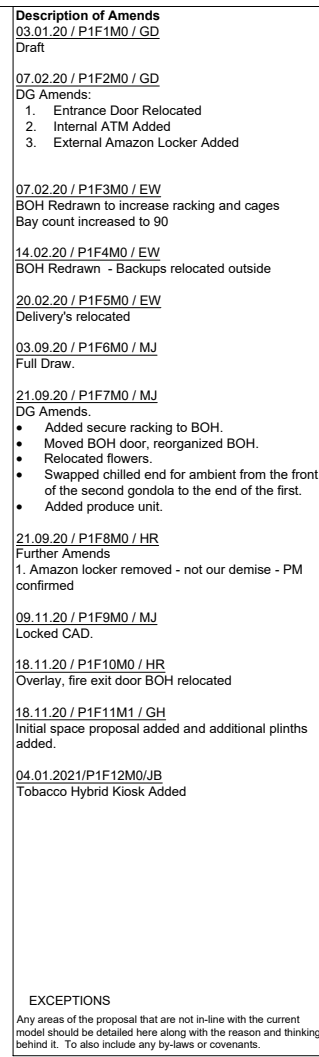 Description of Amends
03.01.20 / P1F1M0 / GD
Draft
07.02.20 / P1F2M0 / GD
DG Amends:
1. Entrance Door Relocated
2. Internal ATM Added
3. External Amazon Locker Added
07.02.20 / P1F3M0 / EW
BOH Redrawn to increase racking and cages
Bay count increased to 90
14.02.20 / P1F4M0 / EW
BOH Redrawn - Backups relocated outside
20.02.20 / P1F5M0 / EW
Delivery's relocated
03.09.20 / P1F6M0 / MJ
Full Draw.
21.09.20 / P1F7M0 / MJ
DG Amends.
• Added secure racking to BOH.
• Moved BOH door, reorganized BOH.
• Relocated flowers.
• Swapped chilled end for ambient from the front
of the second gondola to the end of the first.
• Added produce unit.
21.09.20 / P1F8M0 / HR
Further Amends
1. Amazon locker removed - not our demise - PM
confirmed
09.11.20 / P1F9M0 / MJ
Locked CAD.
18.11.20 / P1F10M0 / HR
Overlay, fire exit door BOH relocated
18.11.20 / P1F11M1 / GH
Initial space proposal added and additional plinths
added.
04.01.2021/P1F12M0/JB
Tobacco Hybrid Kiosk Added
EXCEPTIONS
Any areas of the proposal that are not in-line with the current
model should be detailed here along with the reason and thinking
behind it. To also include any by-laws or covenants.